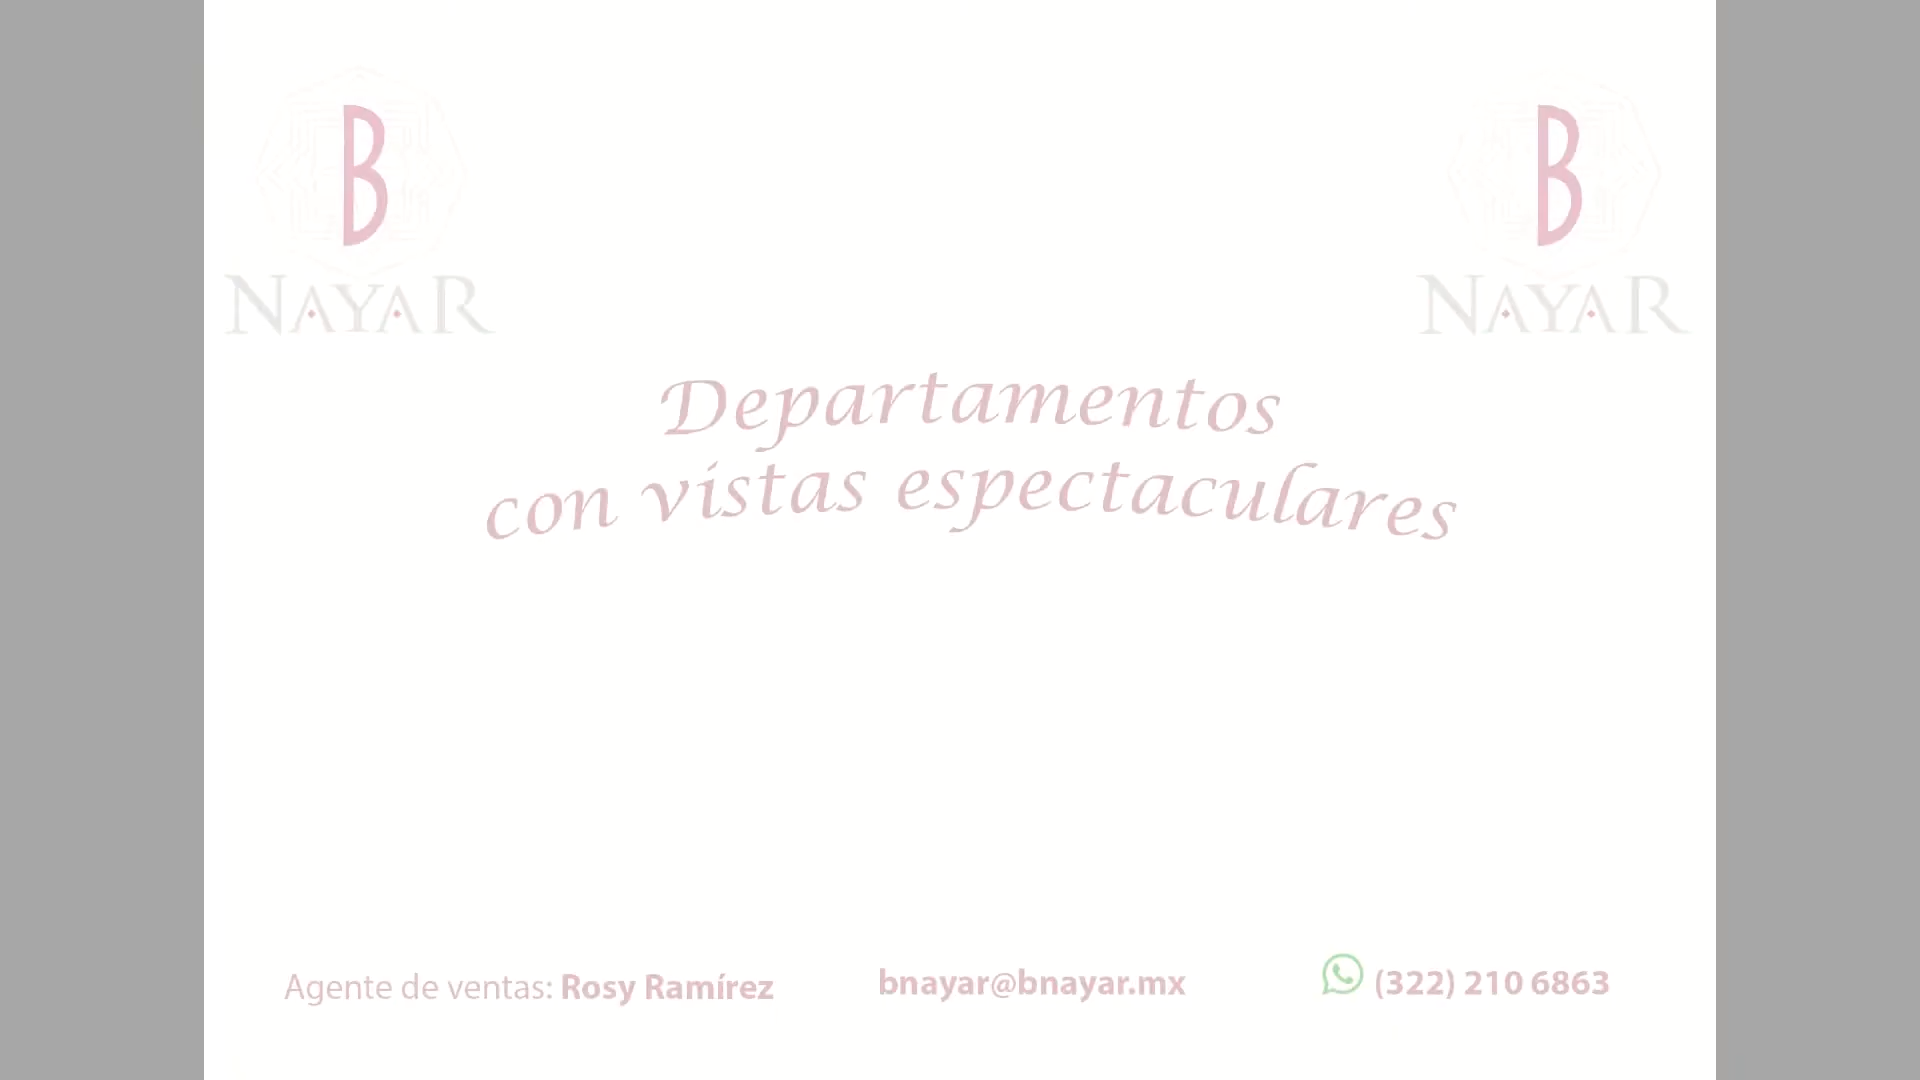 B
NAYAR
B
NAYAR
Departamentos
con vistas espectaculares
Agente de ventas: Rosy Ramírez
bnayar@bnayar.mx
(322) 210 6863